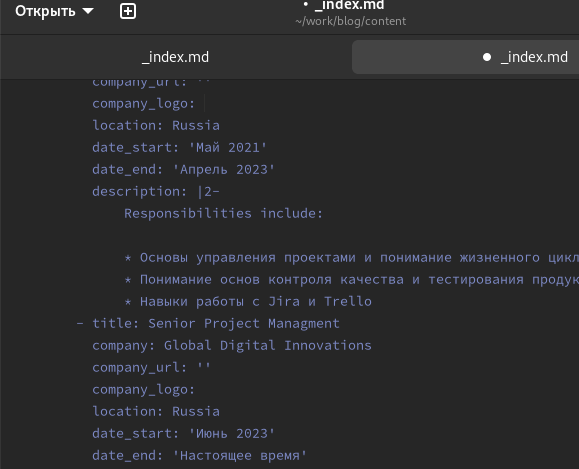 Открыть
• _index.md
~/work/blog/content
_index.md
• _index.md
company_url: ''
company_logo:
location: Russia
date_start: 'Май 2021'
date_end: 'Апрель 2023'
description: |2-
Responsibilities include:
* Основы управления проектами и понимание жизненного цикл
* Понимание основ контроля качества и тестирования продук
* Навыки работы с Jira и Trello
- title: Senior Project Managment
company: Global Digital Innovations
company_url: ''
company_logo:
location: Russia
date_start: 'Июнь 2023'
date_end: 'Настоящее время'